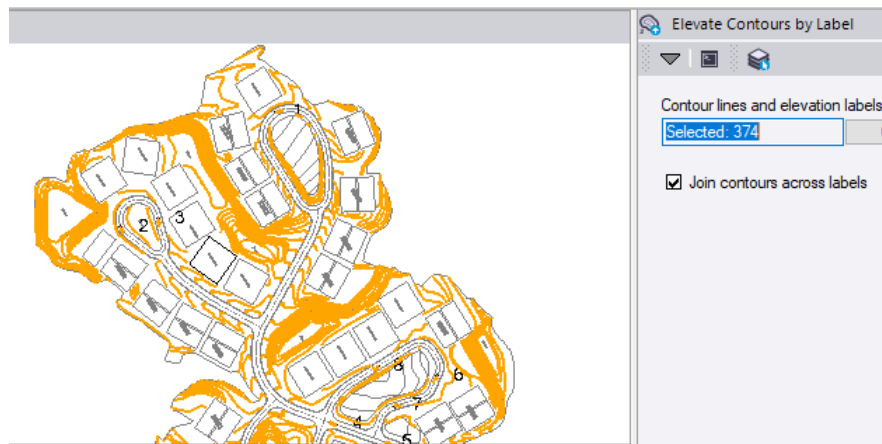 Elevate Contours by Label
Contour lines and elevation labels
Selected: 374
Join contours across labels
1
3
2
8
6
7
4
5